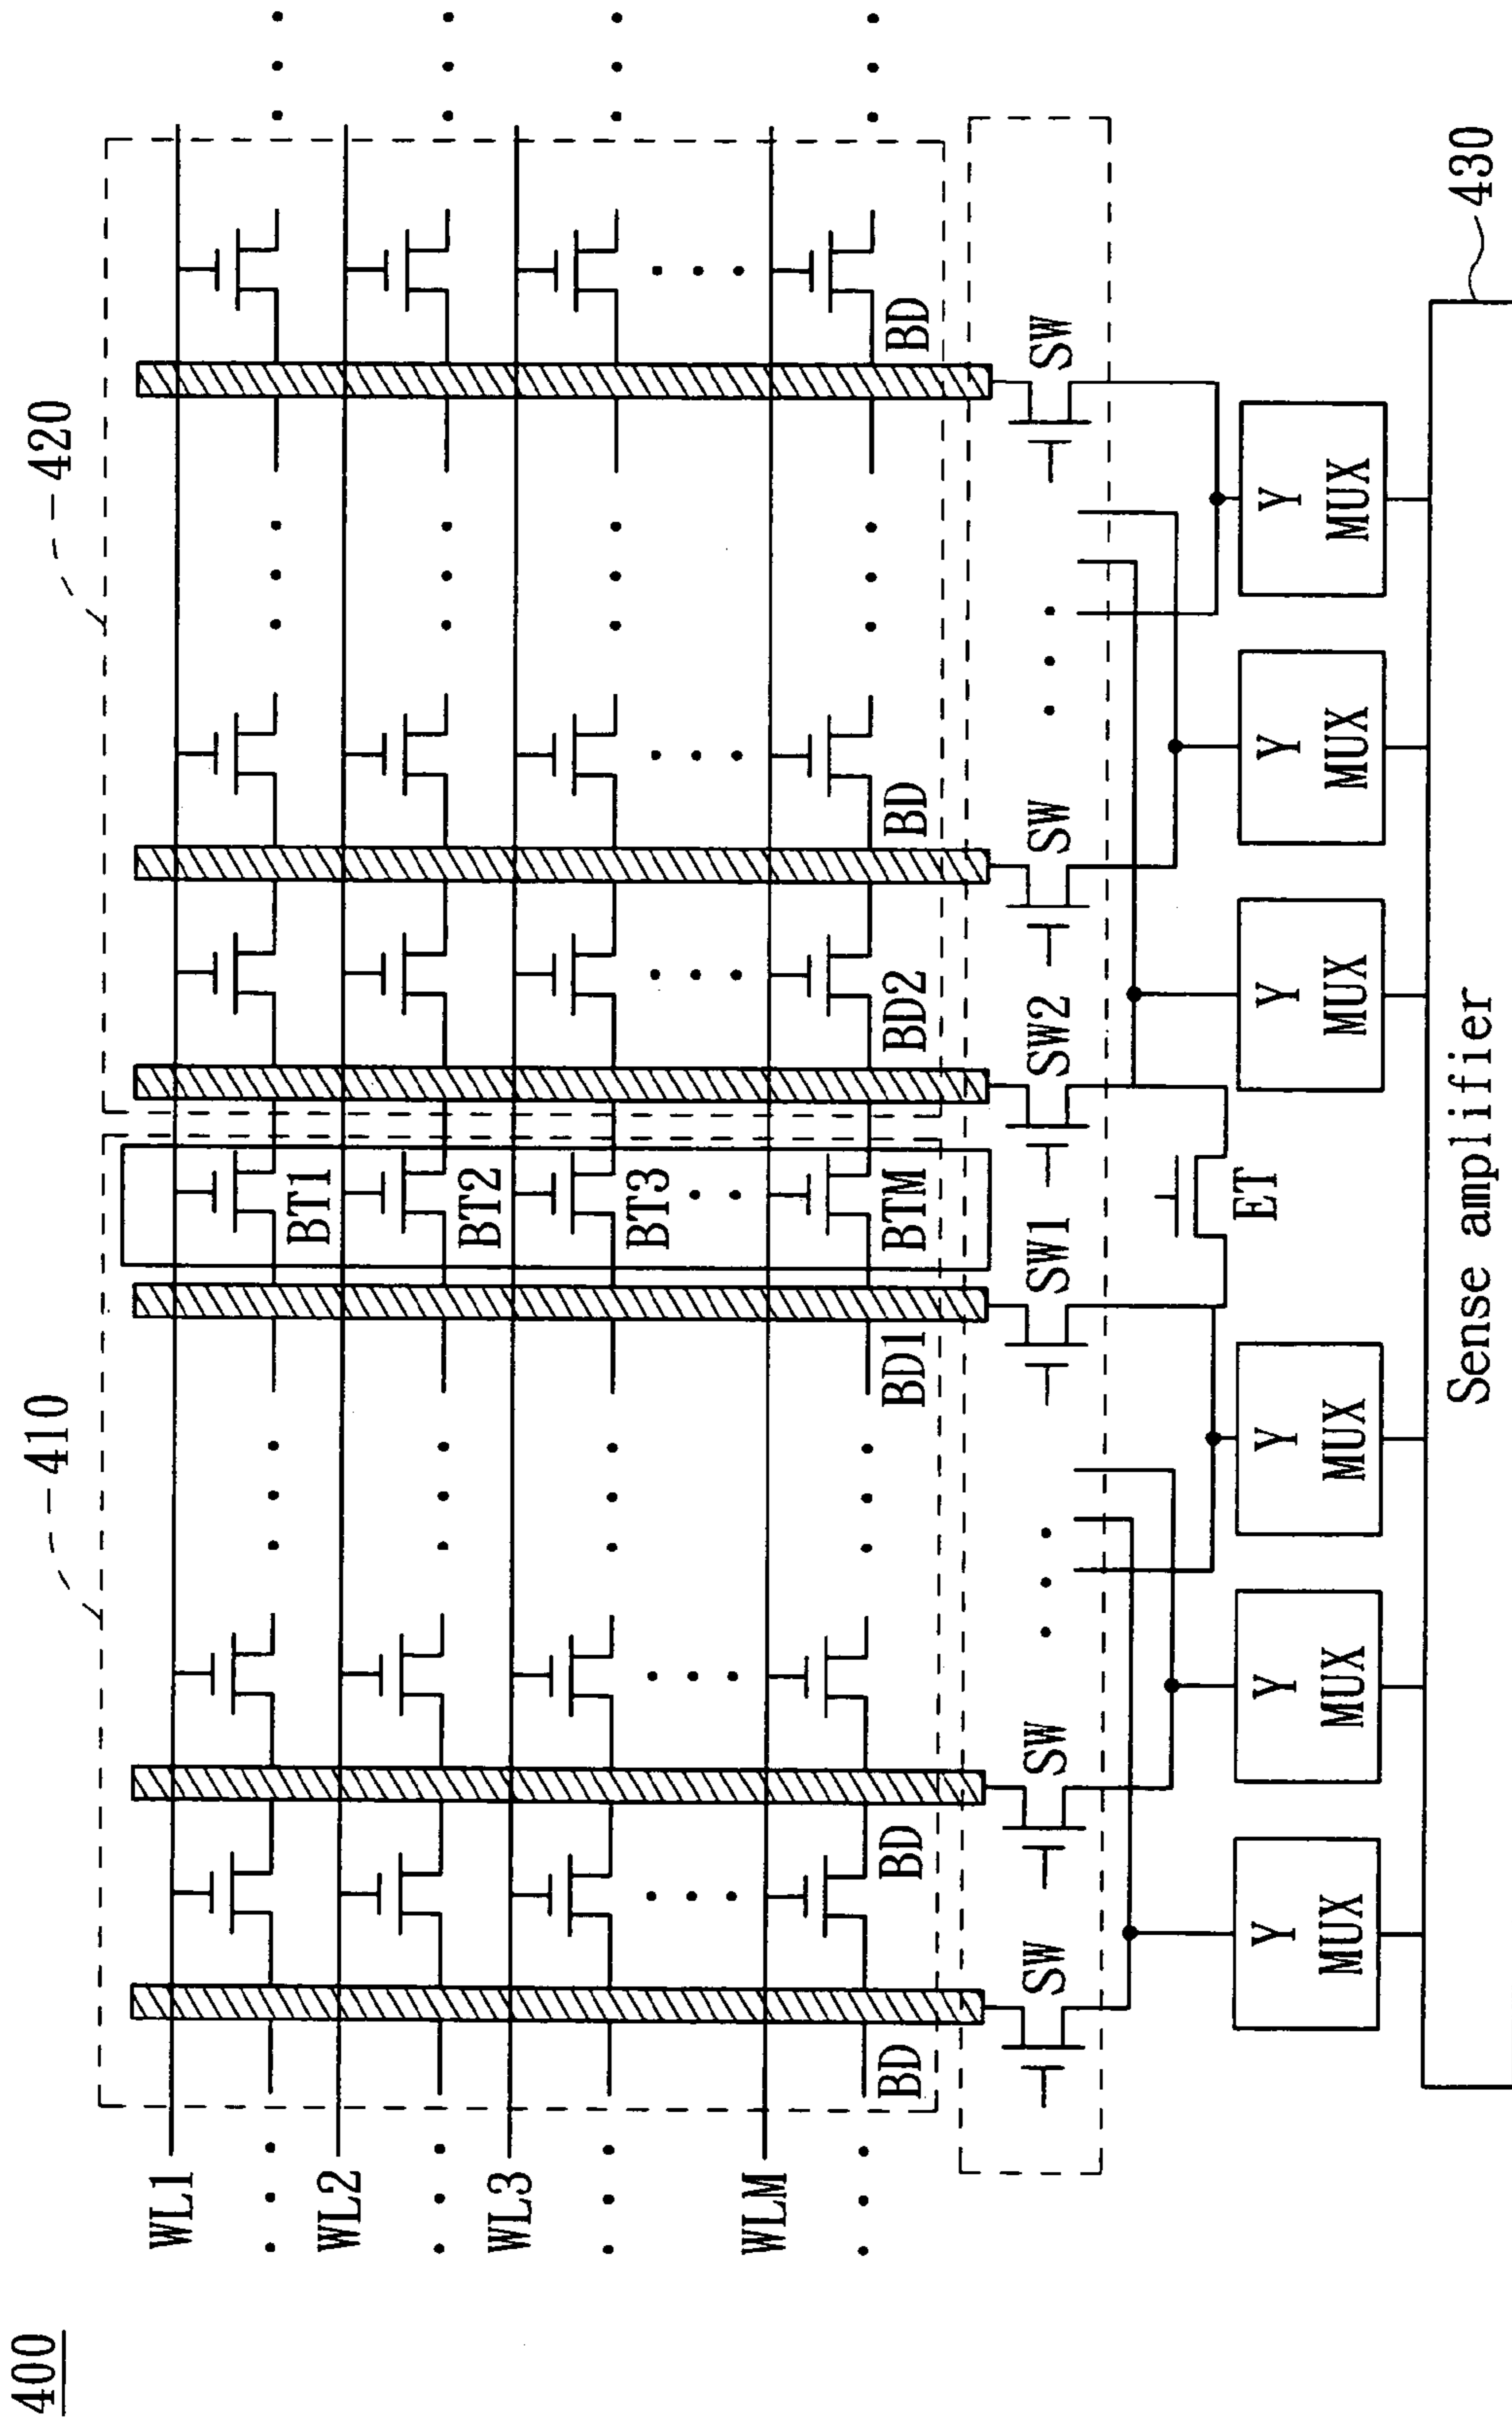 400
410
420
WL1
WL2
WL3
WLM
BT1
BT2
BT3
BTM
BD
BD
BD1
BD2
BD
BD
SW
SW
SW1
SW2
SW
SW
ET
Y MUX
Y MUX
Y MUX
Y MUX
Y MUX
Y MUX
Sense amplifier
430